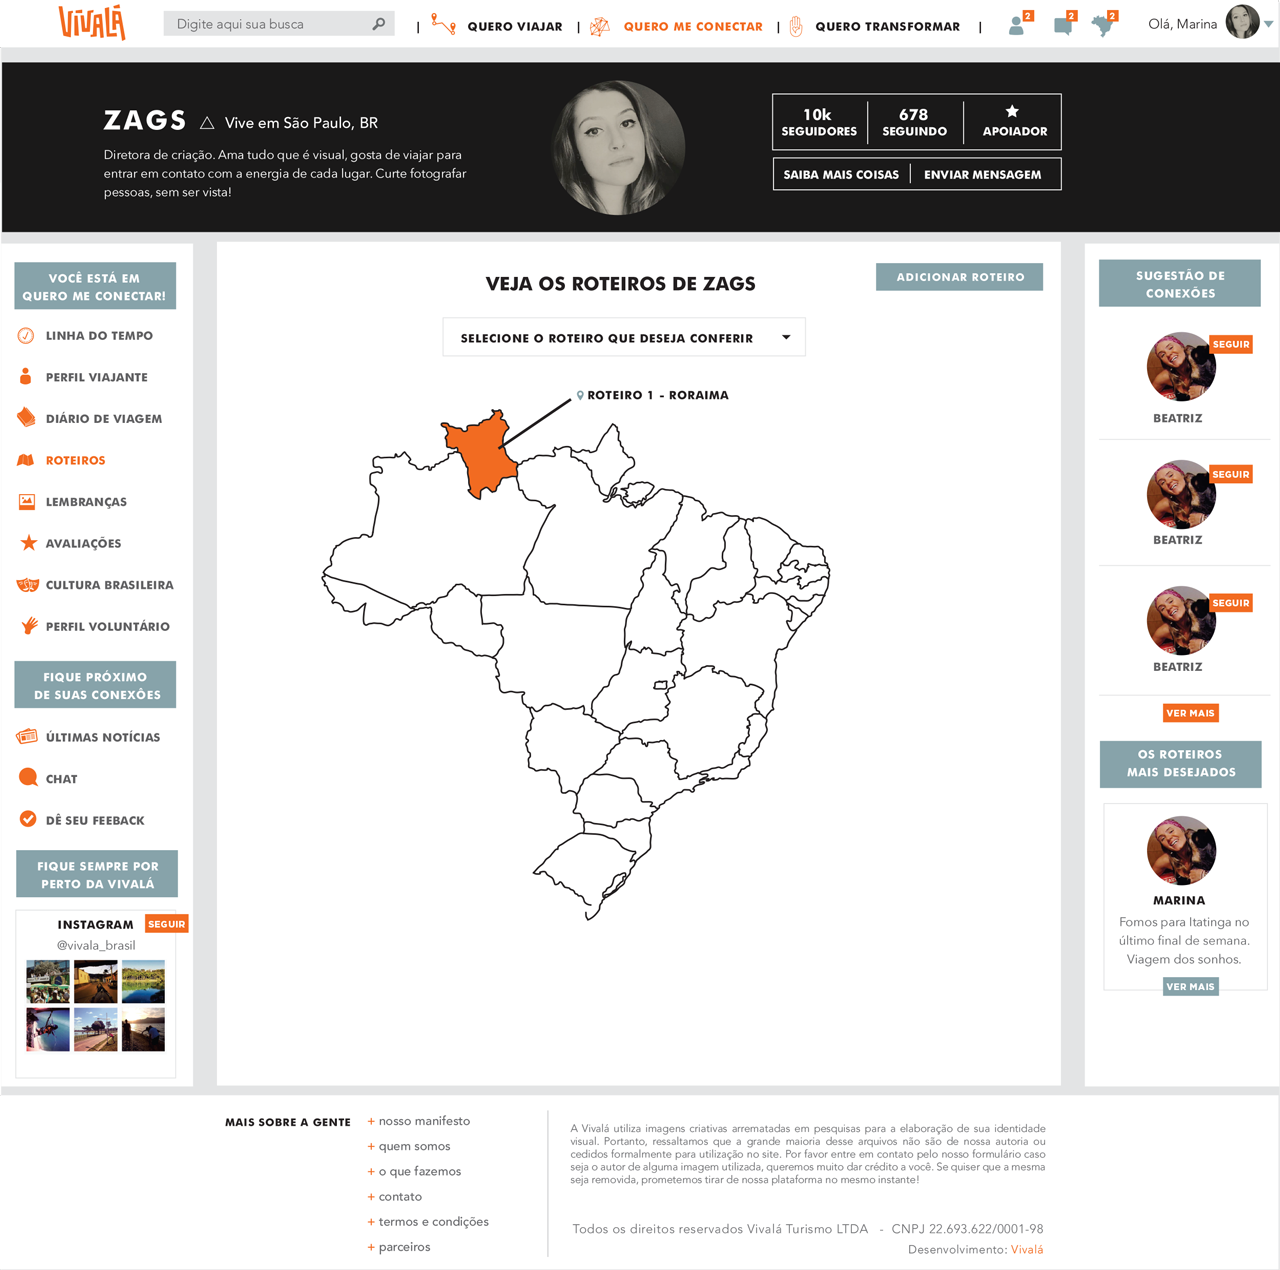 VIVALÁ
Digite aqui sua busca
| QUERO VIAJAR | QUERO ME CONECTAR | QUERO TRANSFORMAR |
2
2
2
Olá, Marina
ZAGS
Vive em São Paulo, BR
Diretora de criação. Ama tudo que é visual, gosta de viajar para
entrar em contato com a energia de cada lugar. Curte fotografar
pessoas, sem ser vista!
10k
SEGUIDORES
678
SEGUINDO
APOIADOR
SAIBA MAIS COISAS
ENVIAR MENSAGEM
VOCÊ ESTÁ EM
QUERO ME CONECTAR!
LINHA DO TEMPO
PERFIL VIAJANTE
DIÁRIO DE VIAGEM
ROTEIROS
LEMBRANÇAS
AVALIAÇÕES
CULTURA BRASILEIRA
PERFIL VOLUNTÁRIO
FIQUE PRÓXIMO
DE SUAS CONEXÕES
ÚLTIMAS NOTÍCIAS
CHAT
DÊ SEU FEEBACK
FIQUE SEMPRE POR
PERTO DA VIVALÁ
INSTAGRAM
SEGUIR
@vivala_brasil
VEJA OS ROTEIROS DE ZAGS
ADICIONAR ROTEIRO
SELECIONE O ROTEIRO QUE DESEJA CONFERIR
ROTEIRO 1 - RORAIMA
SUGESTÃO DE
CONEXÕES
SEGUIR
BEATRIZ
SEGUIR
BEATRIZ
SEGUIR
BEATRIZ
VER MAIS
OS ROTEIROS
MAIS DESEJADOS
MARINA
Fomos para Itatinga no
último final de semana.
Viagem dos sonhos.
VER MAIS
MAIS SOBRE A GENTE
+ nosso manifesto
+ quem somos
+ o que fazemos
+ contato
+ termos e condições
+ parceiros
A Vivalá utiliza imagens criativas arrematadas em pesquisas para a elaboração de sua identidade
visual. Portanto, ressaltamos que a grande maioria desse arquivos não são de nossa autoria ou
cedidos formalmente para utilização no site. Por favor entre em contato pelo nosso formulário caso
seja o autor de alguma imagem utilizada, queremos muito dar crédito a você. Se quiser que a mesma
seja removida, prometemos tirar de nossa plataforma no mesmo instante!
Todos os direitos reservados Vivalá Turismo LTDA - CNPJ 22.693.622/0001-98
Desenvolvimento: Vivalá